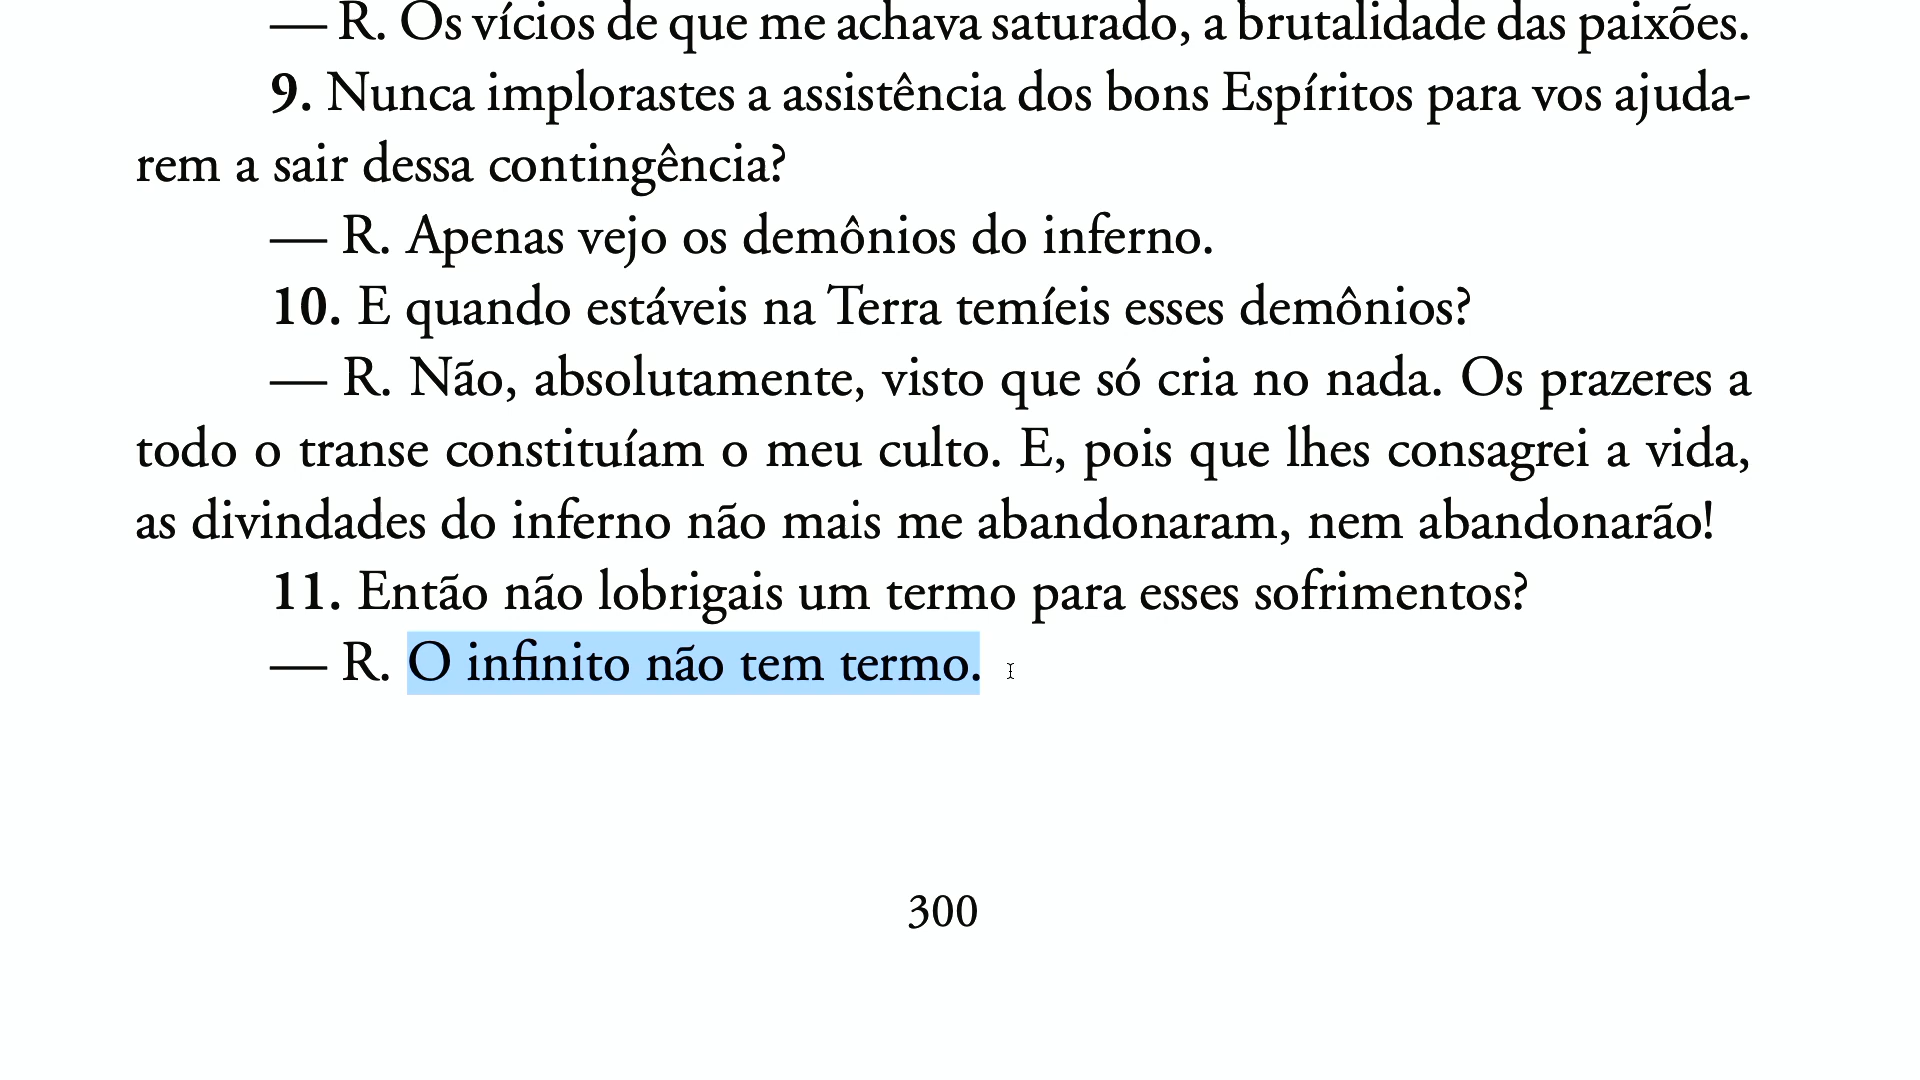 — R. Os vícios de que me achava saturado, a brutalidade das paixões.
9. Nunca implorastes a assistência dos bons Espíritos para vos ajuda-
rem a sair dessa contingência?
— R. Apenas vejo os demônios do inferno.
10. E quando estáveis na Terra temíeis esses demônios?
— R. Não, absolutamente, visto que só cria no nada. Os prazeres a
todo o transe constituíam o meu culto. E, pois que lhes consagrei a vida,
as divindades do inferno não mais me abandonaram, nem abandonarão!
11. Então não lobrigais um termo para esses sofrimentos?
— R. O infinito não tem termo.
300